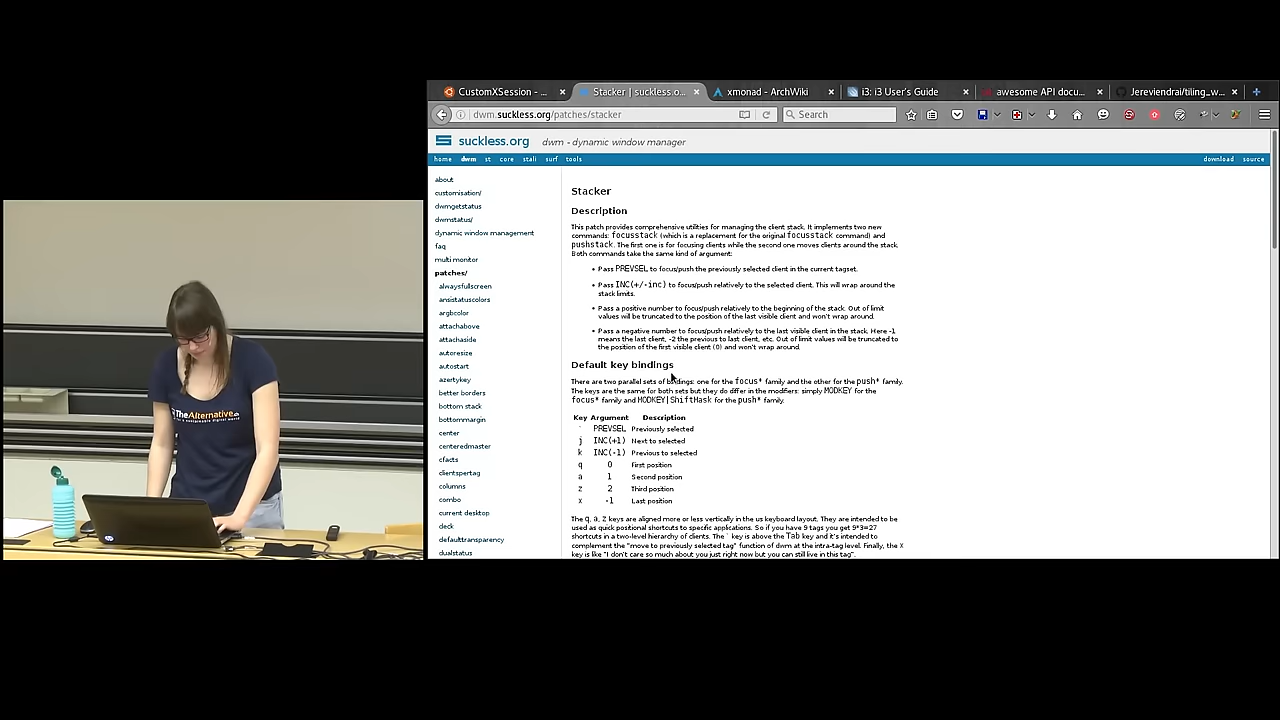 CustomXSession - ...
Stacker | suckless.o...
xmonad - ArchWiki
i3: i3 User's Guide
awesome API docu...
Jereviendrai/tiling_w...
dwm.suckless.org/patches/stacker
Search
suckless.org
dwm - dynamic window manager
home dwm st core stali surf tools
download source
about
customisation/
dwmgetstatus
dwmstatus/
dynamic window management
faq
multi monitor
patches/
alwaysfullscreen
ansistatuscolors
argbcolor
attachabove
attachaside
autoresize
autostart
azertykey
better borders
bottom stack
bottommargin
center
centeredmaster
cfacts
clientspertag
columns
combo
current desktop
deck
defaulttransparency
dualstatus
Stacker
Description
This patch provides comprehensive utilities for managing the client stack. It implements two new
commands: focusstack (which is a replacement for the original focusstack command) and
pushstack. The first one is for focusing clients while the second one moves clients around the stack.
Both commands take the same kind of argument:
• Pass PREVSEL to focus/push the previously selected client in the current tagset.
• Pass INC(+/-inc) to focus/push relatively to the selected client. This will wrap around the
stack limits.
• Pass a positive number to focus/push relatively to the beginning of the stack. Out of limit
values will be truncated to the position of the last visible client and won't wrap around.
• Pass a negative number to focus/push relatively to the last visible client in the stack. Here -1
means the last client, -2 the previous to last client, etc. Out of limit values will be truncated to
the position of the first visible client (0) and won't wrap around.
Default key bindings
There are two parallel sets of bindings: one for the focus* family and the other for the push* family.
The keys are the same for both sets but they do differ in the modifiers: simply MODKEY for the
focus* family and MODKEY|ShiftMask for the push* family.
Key Argument Description
` PREVSEL Previously selected
j INC(+1) Next to selected
k INC(-1) Previous to selected
q 0 First position
a 1 Second position
z 2 Third position
x -1 Last position
The q, a, z keys are aligned more or less vertically in the us keyboard layout. They are intended to be
used as quick positional shortcuts to specific applications. So if you have 9 tags you get 9*3=27
shortcuts in a two-level hierarchy of clients. The ` key is above the Tab key and it's intended to
complement the "move to previously selected tag" function of dwm at the intra-tag level. Finally, the x
key is like "I don't care so much about you just right now but you can still live in this tag".
TheAlternative.ch